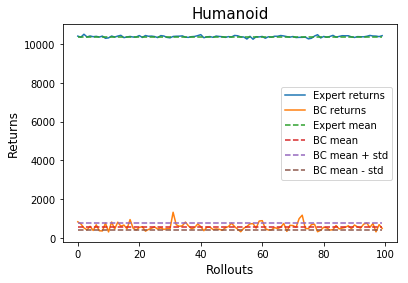 Humanoid
Returns
10000
8000
6000
4000
2000
0
Expert returns
BC returns
Expert mean
BC mean
BC mean + std
BC mean - std
0 20 40 60 80 100
Rollouts